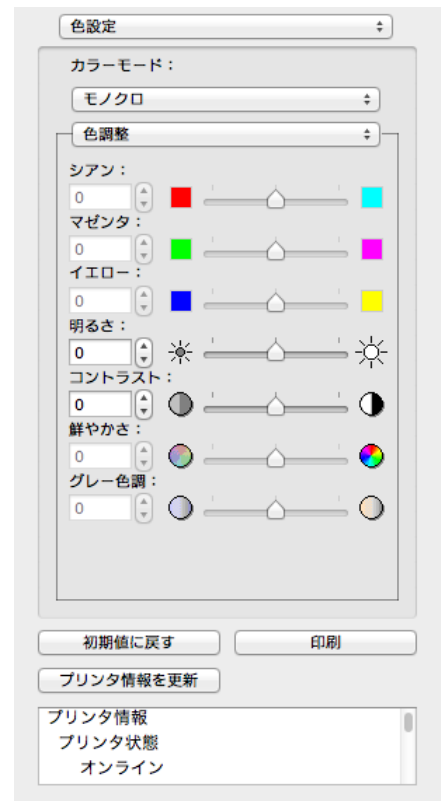 色設定
カラーモード：
モノクロ
色調整
シアン：
0
マゼンタ：
0
イエロー：
0
明るさ：
0
コントラスト：
0
鮮やかさ：
0
グレー色調：
0
初期値に戻す 印刷
プリンタ情報を更新
プリンタ情報
プリンタ状態
オンライン